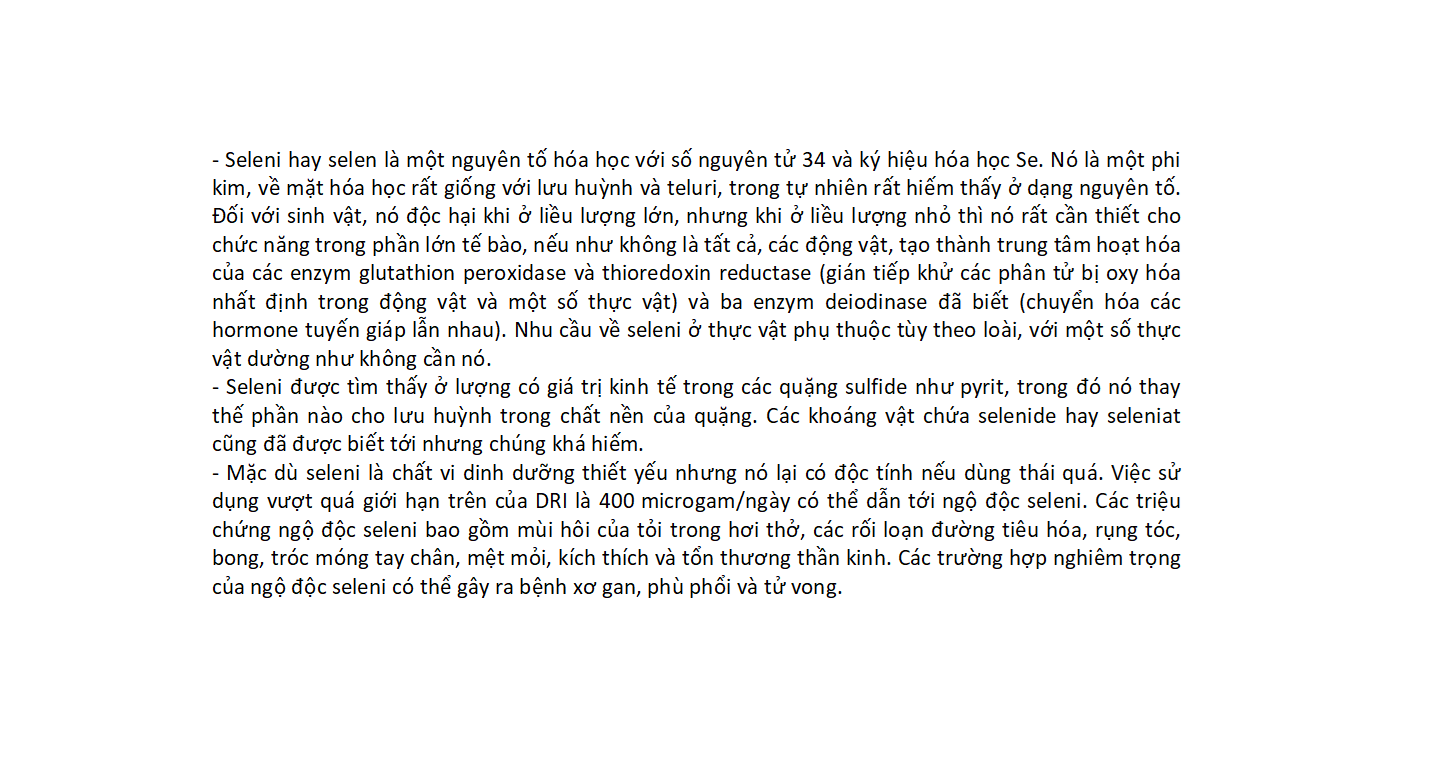 - Seleni hay selen là một nguyên tố hóa học với số nguyên tử 34 và ký hiệu hóa học Se. Nó là một phi
kim, về mặt hóa học rất giống với lưu huỳnh và teluri, trong tự nhiên rất hiếm thấy ở dạng nguyên tố.
Đối với sinh vật, nó độc hại khi ở liều lượng lớn, nhưng khi ở liều lượng nhỏ thì nó rất cần thiết cho
chức năng trong phần lớn tế bào, nếu như không là tất cả, các động vật, tạo thành trung tâm hoạt hóa
của các enzym glutathion peroxidase và thioredoxin reductase (gián tiếp khử các phân tử bị oxy hóa
nhất định trong động vật và một số thực vật) và ba enzym deiodinase đã biết (chuyển hóa các
hormone tuyến giáp lẫn nhau). Nhu cầu về seleni ở thực vật phụ thuộc tùy theo loài, với một số thực
vật dường như không cần nó.
- Seleni được tìm thấy ở lượng có giá trị kinh tế trong các quặng sulfide như pyrit, trong đó nó thay
thế phần nào cho lưu huỳnh trong chất nền của quặng. Các khoáng vật chứa selenide hay seleniat
cũng đã được biết tới nhưng chúng khá hiếm.
- Mặc dù seleni là chất vi dinh dưỡng thiết yếu nhưng nó lại có độc tính nếu dùng thái quá. Việc sử
dụng vượt quá giới hạn trên của DRI là 400 microgam/ngày có thể dẫn tới ngộ độc seleni. Các triệu
chứng ngộ độc seleni bao gồm mùi hôi của tỏi trong hơi thở, các rối loạn đường tiêu hóa, rụng tóc,
bong, tróc móng tay chân, mệt mỏi, kích thích và tổn thương thần kinh. Các trường hợp nghiêm trọng
của ngộ độc seleni có thể gây ra bệnh xơ gan, phù phổi và tử vong.